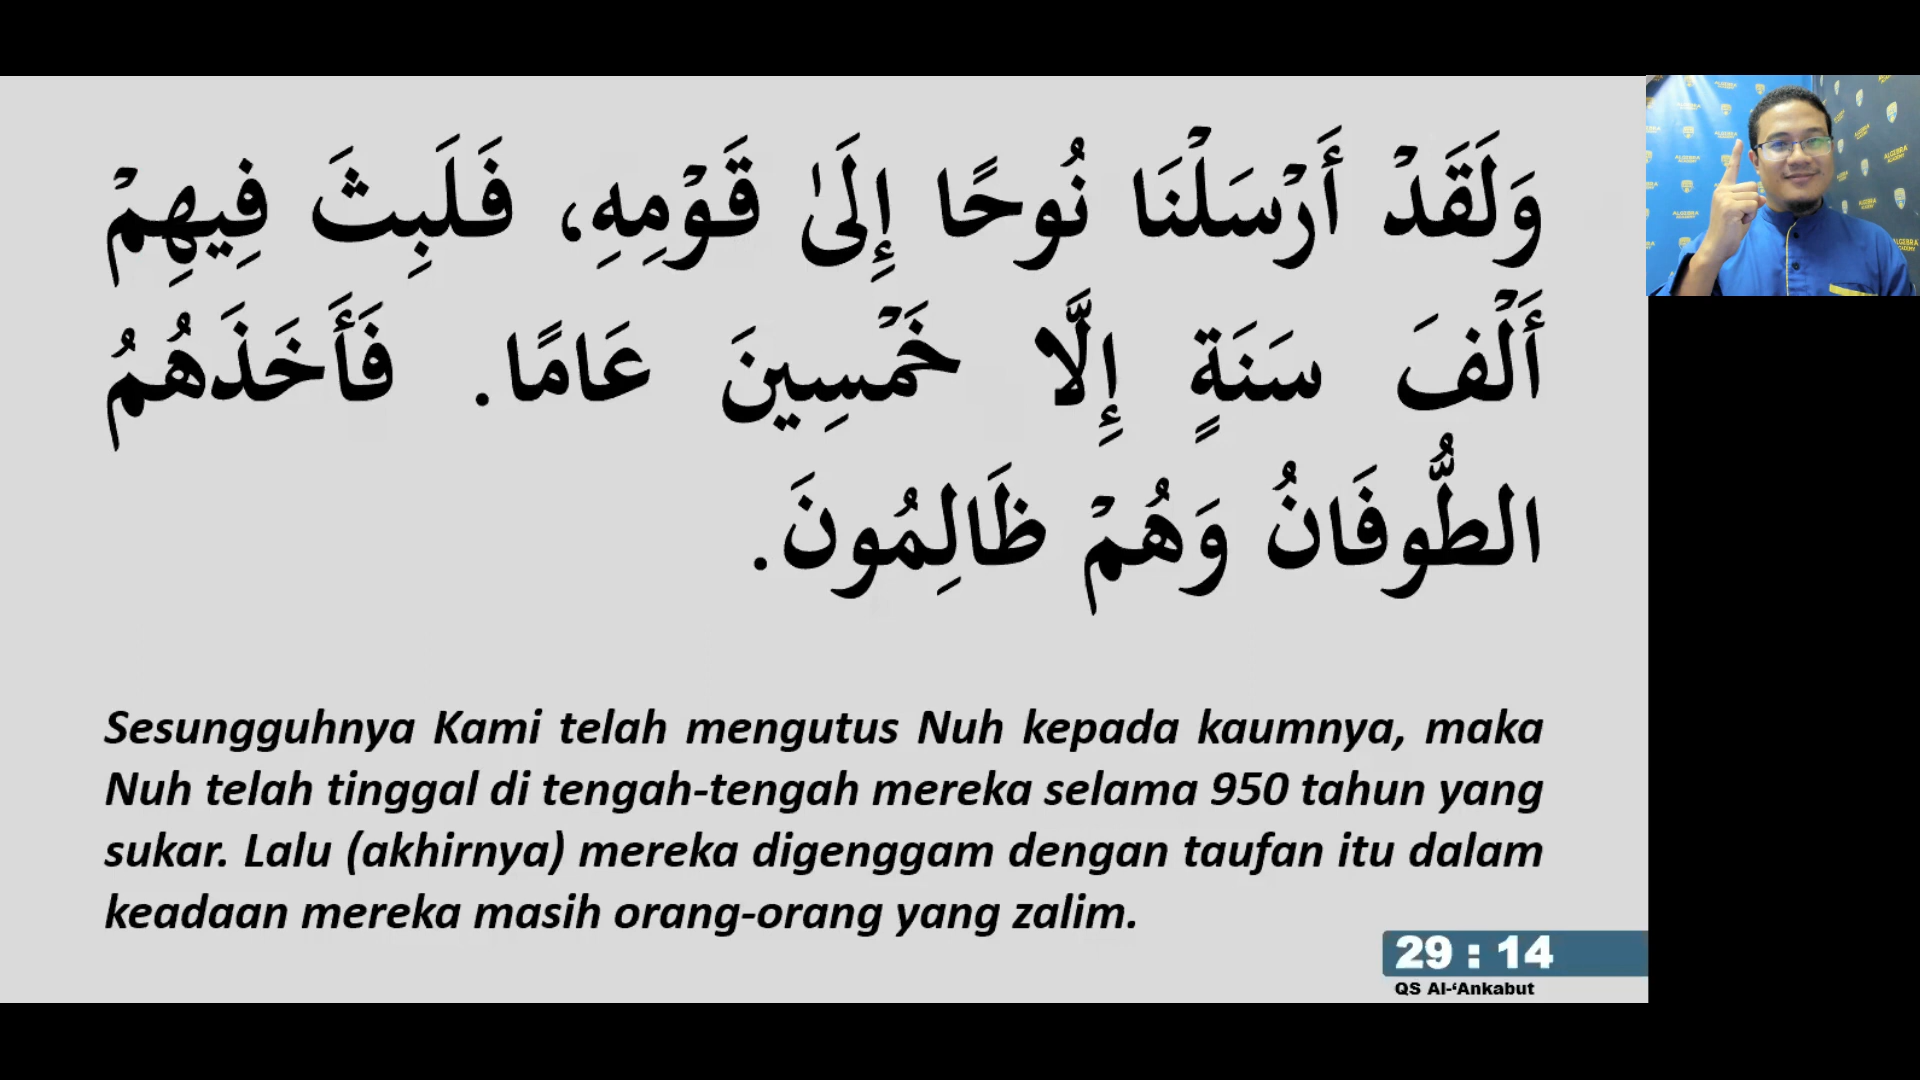 وَلَقَدْ أَرْسَلْنَا نُوحًا إِلَىٰ قَوْمِهِ، فَلَبِثَ فِيهِمْ
أَلْفَ سَنَةٍ إِلَّا خَمْسِينَ عَامًا. فَأَخَذَهُمُ
الطُّوفَانُ وَهُمْ ظَالِمُونَ.
Sesungguhnya Kami telah mengutus Nuh kepada kaumnya, maka
Nuh telah tinggal di tengah-tengah mereka selama 950 tahun yang
sukar. Lalu (akhirnya) mereka digenggam dengan taufan itu dalam
keadaan mereka masih orang-orang yang zalim.
29 : 14
QS Al-‘Ankabut
ALGEBRA
ACADEMY